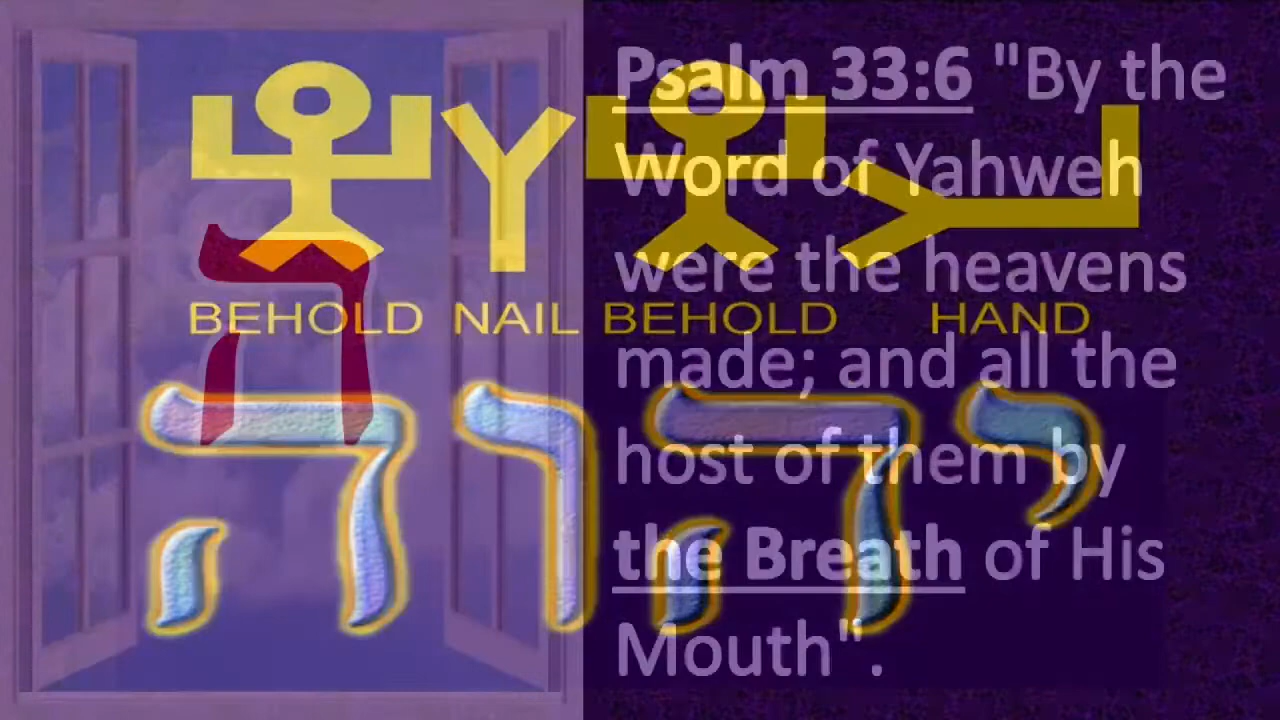 Psalm 33:6 "By the
Word of Yahweh
were the heavens
made; and all the
host of them by
the Breath of His
Mouth".
BEHOLD NAIL BEHOLD HAND
ה
יהוה